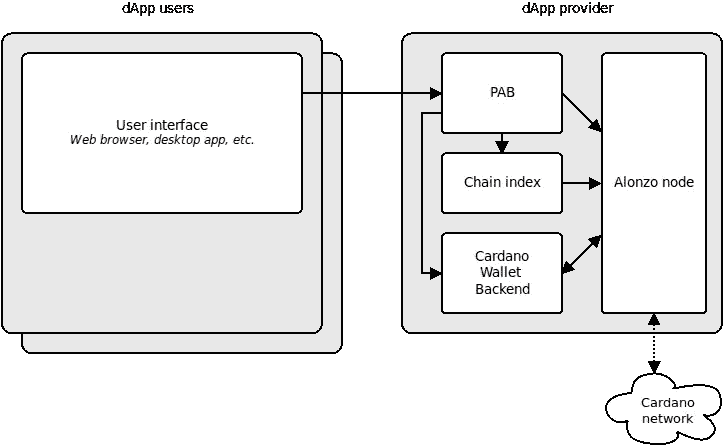 dApp users
dApp provider
User interface
Web browser, desktop app, etc.
PAB
Chain index
Alonzo node
Cardano
Wallet
Backend
Cardano
network